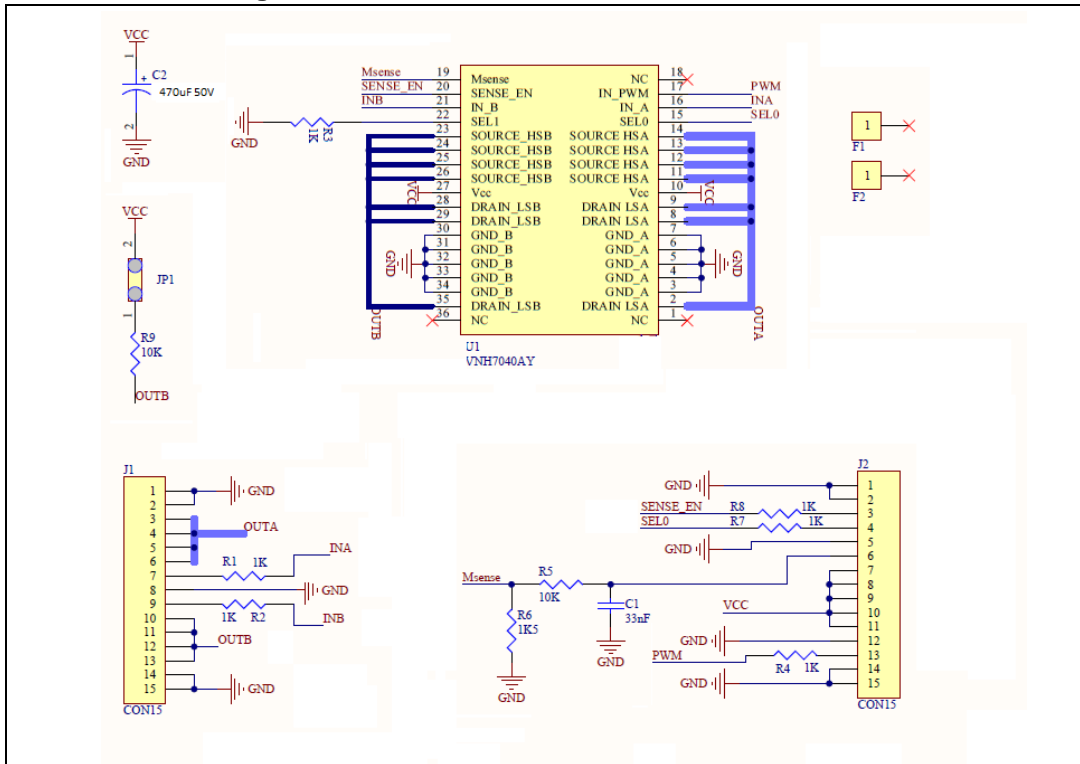 VCC
1
+ C2
470uF 50V
2
GND
VCC
2
JP1
1
R9
10K
OUTB
Msense 19 Msense
SENSE_EN 20 SENSE_EN
INB 21 IN_B
22 SEL1
GND 1K R3
23 SOURCE_HSB
24 SOURCE_HSB
25 SOURCE_HSB
26 SOURCE_HSB
VCC 27 Vcc
28 DRAIN_LSB
29 DRAIN_LSB
30 GND_B
31 GND_B
GND 32 GND_B
33 GND_B
34 GND_B
35 DRAIN_LSB
OUTB 36 NC
NC 18
IN_PWM 17 PWM
IN_A 16 INA
SEL0 15 SEL0
SOURCE HSA 14
SOURCE HSA 13
SOURCE HSA 12
SOURCE HSA 11
Vcc 10 VCC
DRAIN LSA 9
DRAIN LSA 8
GND_A 7
GND_A 6
GND_A 5 GND
GND_A 4
GND_A 3
DRAIN LSA 2
NC 1 OUTA
U1
VNH7040AY
1
F1
1
F2
J1
1
2
GND
3
4
5
6
OUTA
7
R1 1K
INA
8
GND
9
1K R2
INB
10
11
12
13
OUTB
14
15
GND
CON15
J2
GND
1
2
SENSE_EN R8 1K 3
SEL0 R7 1K 4
GND 5
6
Msense
R5
10K
R6
1K5
GND
C1
33nF
GND
7
8
9
VCC 10
11
GND 12
PWM R4 1K 13
GND 14
15
CON15